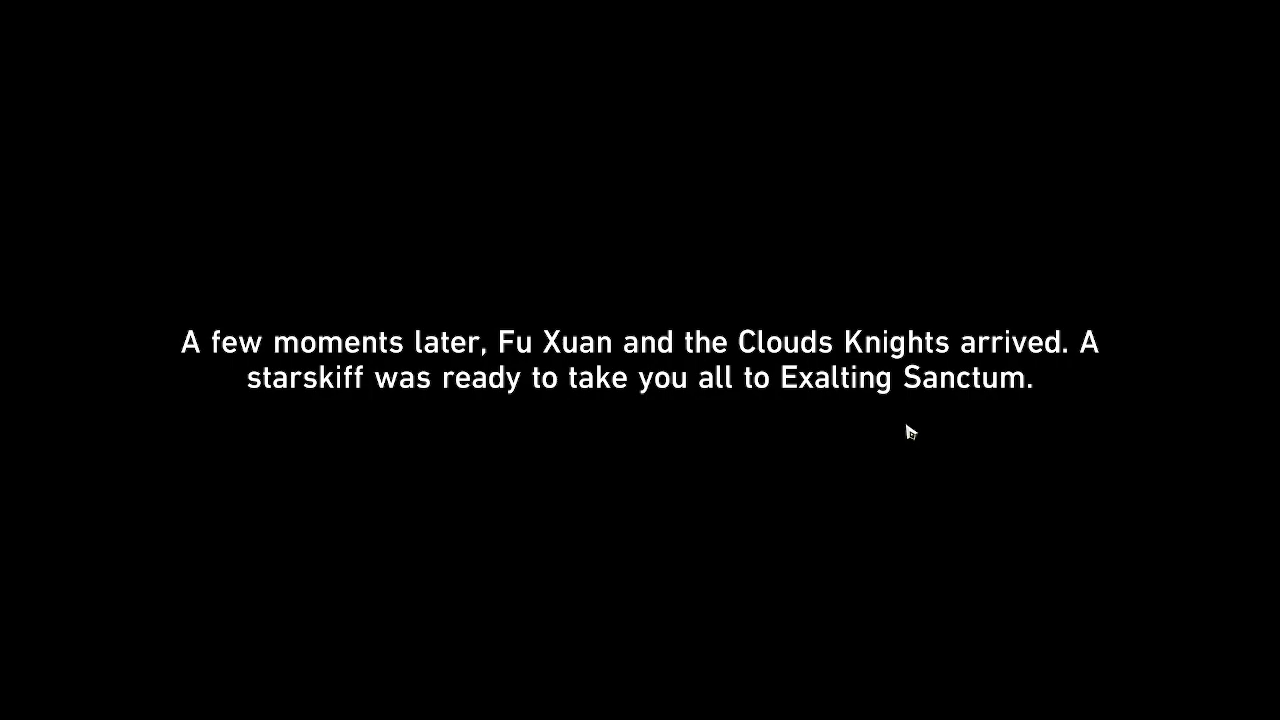 A few moments later, Fu Xuan and the Clouds Knights arrived. A
starskiff was ready to take you all to Exalting Sanctum.